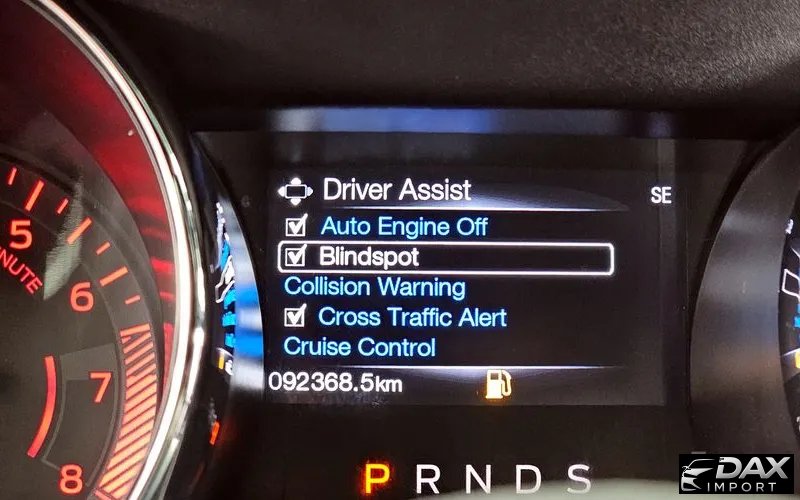 Driver Assist
SE
Auto Engine Off
Blindspot
Collision Warning
Cross Traffic Alert
Cruise Control
092368.5km
P R N D S
5
6
7
8
DAX
IMPORT